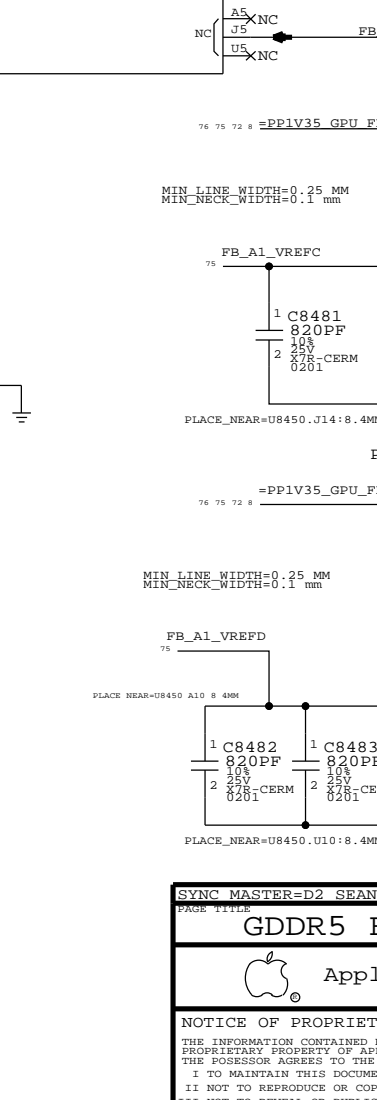 A5 NC
NC J5 FB
U5 NC
76 75 72 8 =PP1V35_GPU_F
MIN_LINE_WIDTH=0.25 MM
MIN_NECK_WIDTH=0.1 mm
FB_A1_VREFC
75
1 C8481
820PF
10%
2 25V
X7R-CERM
0201
PLACE_NEAR=U8450.J14:8.4MM
=PP1V35_GPU_F
76 75 72 8
MIN_LINE_WIDTH=0.25 MM
MIN_NECK_WIDTH=0.1 mm
FB_A1_VREFD
75
PLACE NEAR=U8450 A10 8 4MM
1 C8482 1 C8483
820PF 820PF
10% 10%
2 25V 2 25V
X7R-CERM X7R-CE
0201 0201
PLACE_NEAR=U8450.U10:8.4MM
SYNC MASTER=D2 SEAN
PAGE TITLE
GDDR5
Appl
®
NOTICE OF PROPRIET
THE INFORMATION CONTAINED
PROPRIETARY PROPERTY OF AP
THE POSESSOR AGREES TO THE
I TO MAINTAIN THIS DOCUME
II NOT TO REPRODUCE OR COP